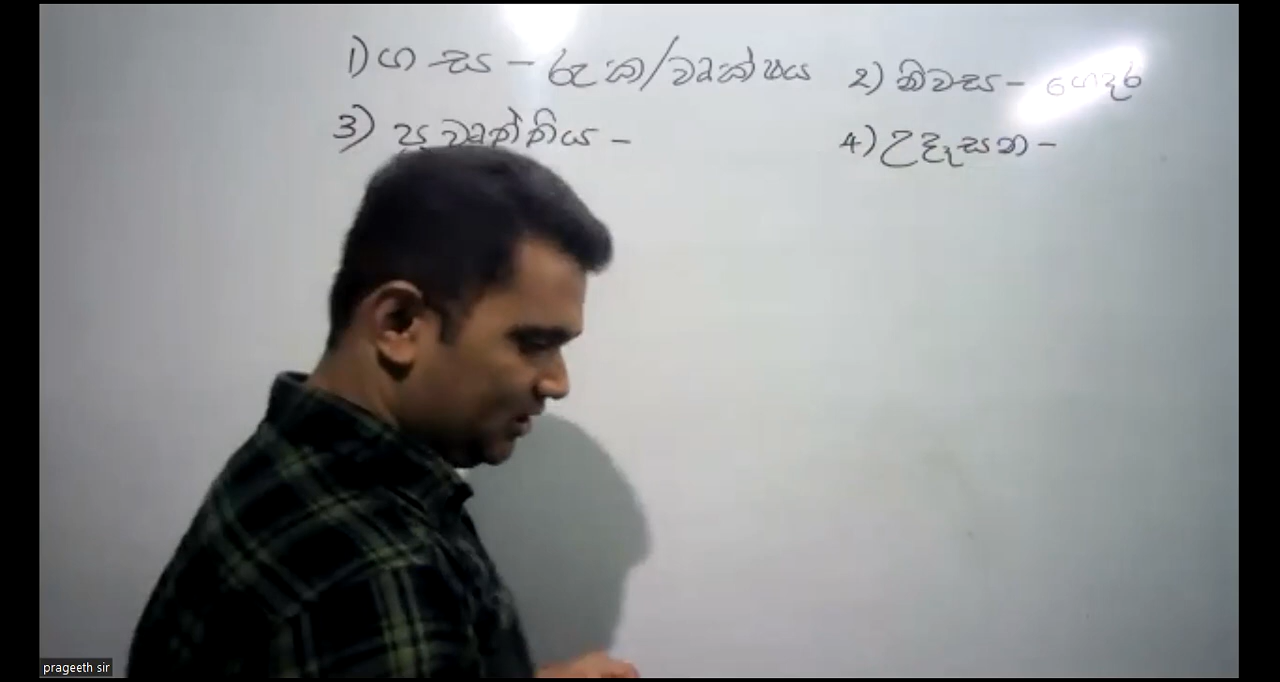 1) ගස - රුක/වෘක්ෂය 2) නිවස - ගෙදර
3) පුවෘත්තිය - 4) උදෑසන -
prageeth sir